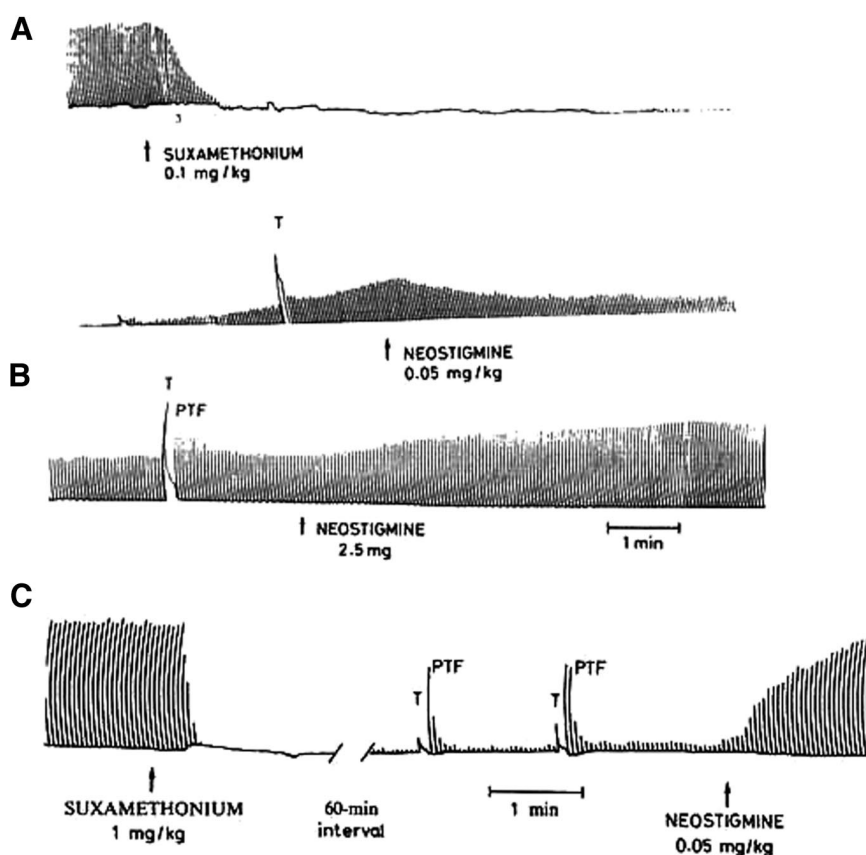 A
3
SUXAMETHONIUM
0.1 mg/kg
T
NEOSTIGMINE
0.05 mg/kg
B
T
PTF
NEOSTIGMINE
2.5 mg
1 min
C
T
PTF
T
PTF
SUXAMETHONIUM
1 mg/kg
60-min
interval
1 min
NEOSTIGMINE
0.05 mg/kg